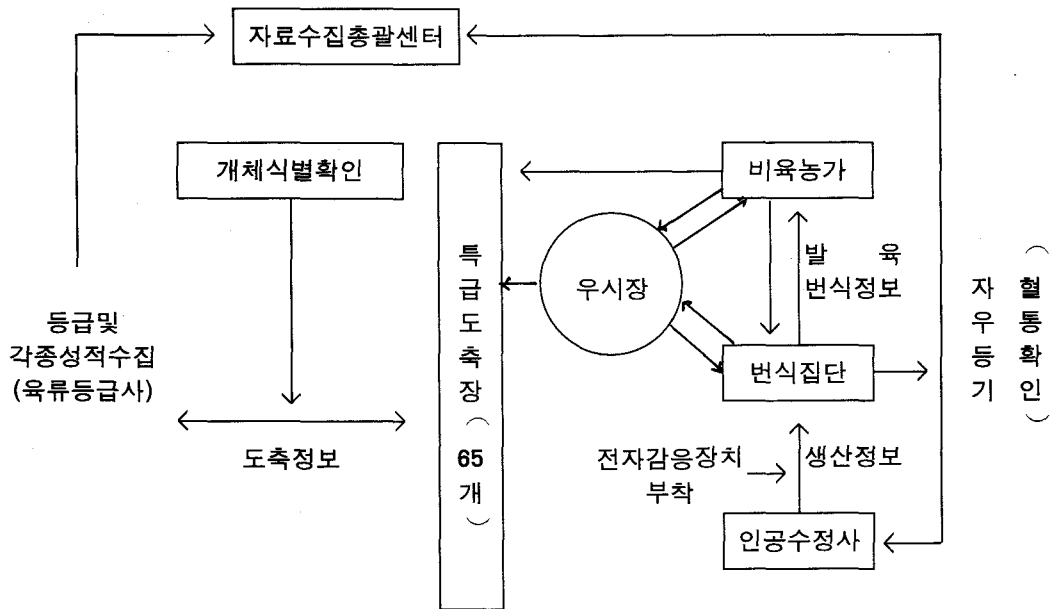 자료수집총괄센터
개체식별확인
비육농가
특급도축장(65개)
우시장
발 육
번식정보
자우등기
(혈통확인)
등급및
각종성적수집
(육류등급사)
번식집단
도축정보
전자감응장치
부착
생산정보
인공수정사